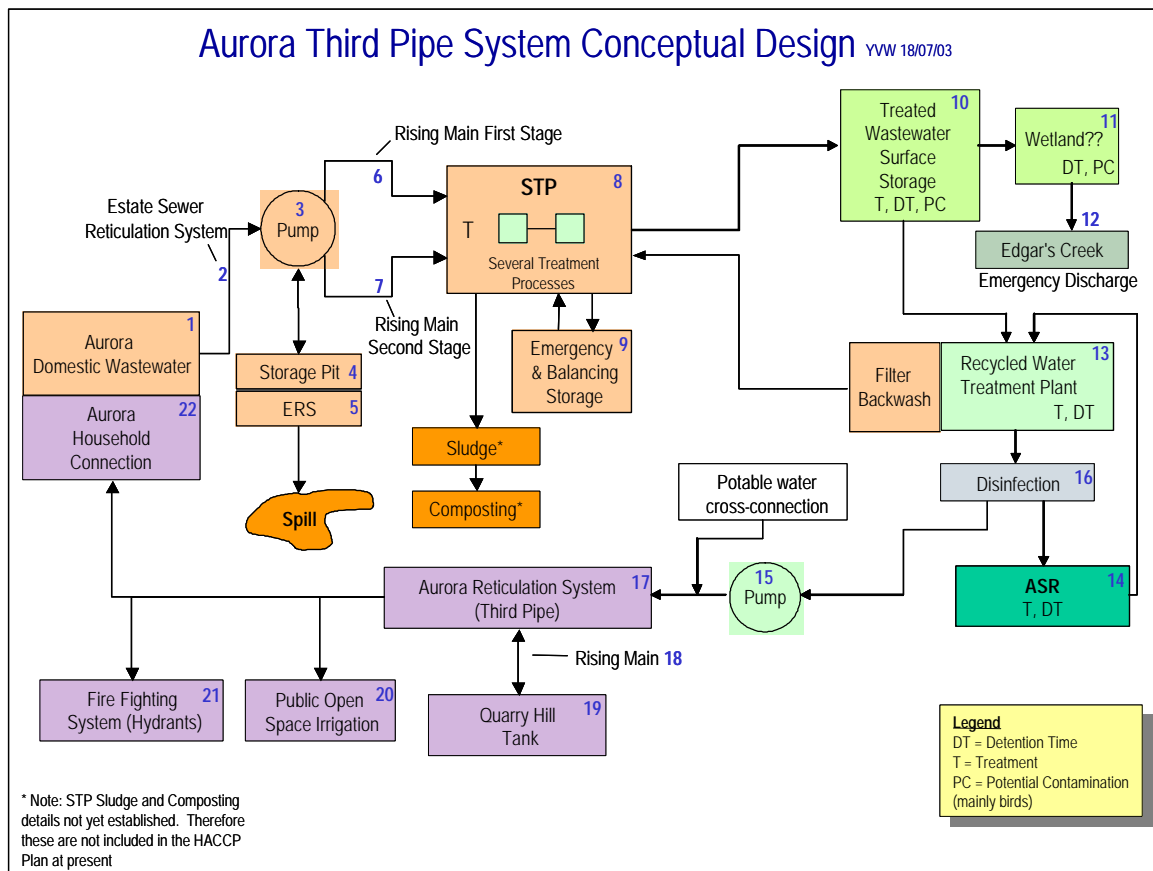 Aurora Third Pipe System Conceptual Design YVW 18/07/03
Rising Main First Stage
6
Estate Sewer
Reticulation System
2
3
Pump
7
Rising Main
Second Stage
STP 8
T
Several Treatment
Processes
10
Treated
Wastewater
Surface
Storage
T, DT, PC
11
Wetland??
DT, PC
12
Edgar's Creek
Emergency Discharge
1
Aurora
Domestic Wastewater
22
Aurora
Household
Connection
Storage Pit 4
ERS 5
Spill
Emergency 9
& Balancing
Storage
Sludge*
Composting*
Filter
Backwash
13
Recycled Water
Treatment Plant
T, DT
Disinfection 16
Potable water
cross-connection
15
Pump
ASR 14
T, DT
Aurora Reticulation System 17
(Third Pipe)
Rising Main 18
Quarry Hill 19
Tank
Fire Fighting 21
System (Hydrants)
Public Open 20
Space Irrigation
Legend
DT = Detention Time
T = Treatment
PC = Potential Contamination
(mainly birds)
* Note: STP Sludge and Composting
details not yet established. Therefore
these are not included in the HACCP
Plan at present